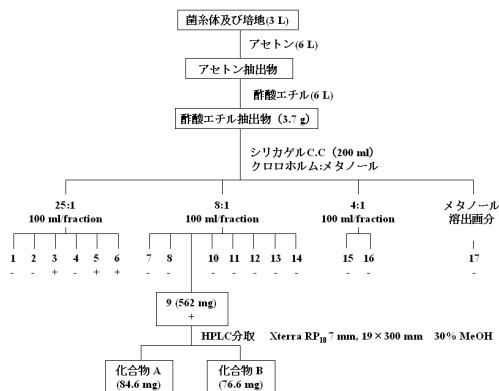 菌糸体及び培地(3 L)
アセトン(6 L)
アセトン抽出物
酢酸エチル(6 L)
酢酸エチル抽出物（3.7 g）
シリカゲルC.C（200 ml）
クロロホルム:メタノール
25:1 8:1 4:1 メタノール
100 ml/fraction 100 ml/fraction 100 ml/fraction 溶出画分
1 2 3 4 5 6 7 8 10 11 12 13 14 15 16 17
- - + - + + - - - - - - - - - -
9 (562 mg)
+
HPLC分取 Xterra RP18 7 mm, 19×300 mm 30% MeOH
化合物 A 化合物 B
(84.6 mg) (76.6 mg)